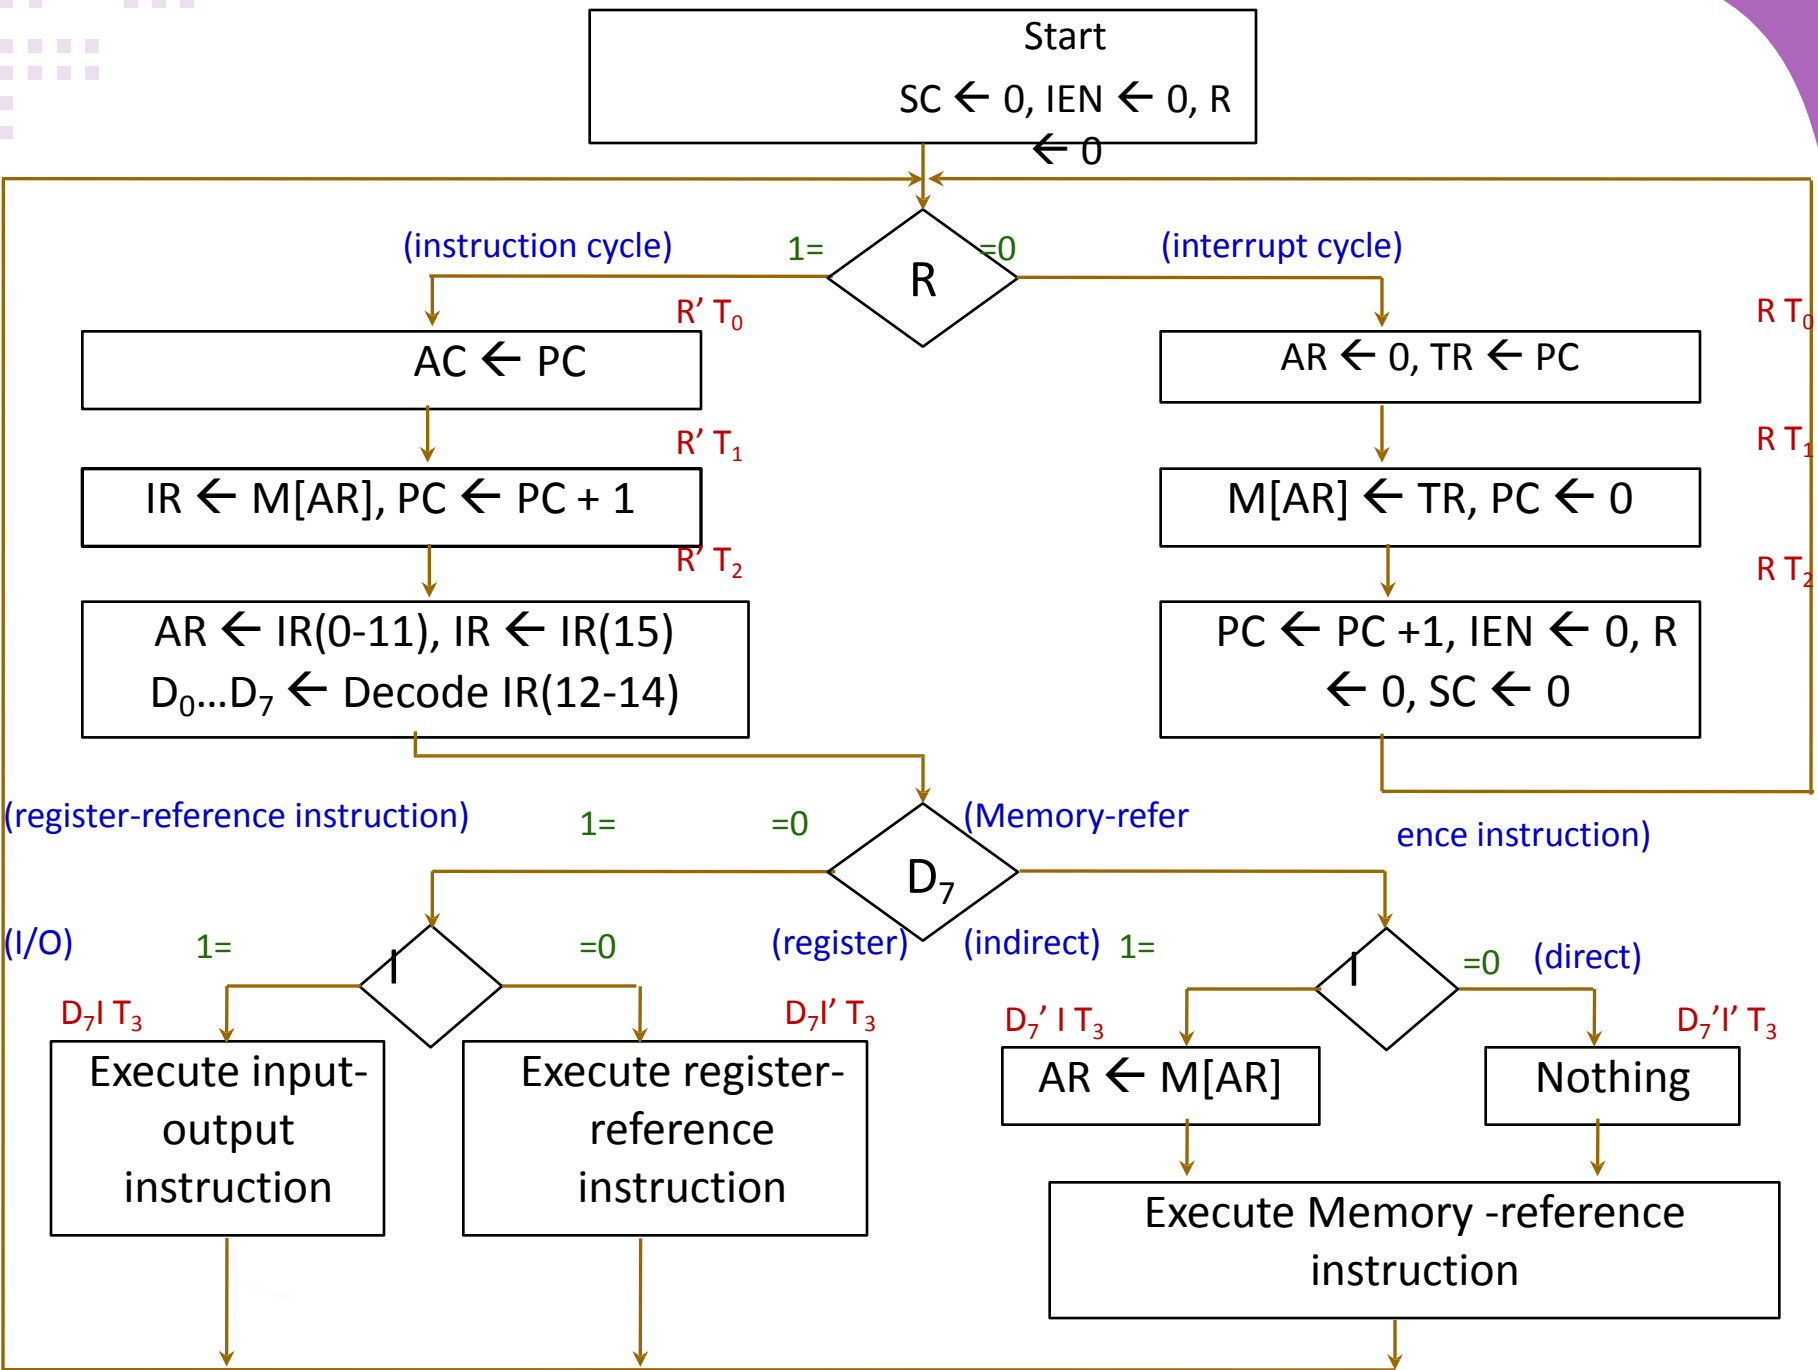 Start
SC ← 0, IEN ← 0, R
← 0
(instruction cycle)
1=
=0
(interrupt cycle)
R
R’ T₀
R T₀
AC ← PC
AR ← 0, TR ← PC
R’ T₁
R T₁
IR ← M[AR], PC ← PC + 1
M[AR] ← TR, PC ← 0
R’ T₂
R T₂
AR ← IR(0-11), IR ← IR(15)
D₀...D₇ ← Decode IR(12-14)
PC ← PC +1, IEN ← 0, R
← 0, SC ← 0
(register-reference instruction)
1=
=0
(Memory-refer
ence instruction)
D₇
(I/O)
1=
I
=0
(register)
(indirect)
1=
I
=0
(direct)
D₇I T₃
D₇I’ T₃
D₇’ I T₃
D₇’I’ T₃
Execute input-
output
instruction
Execute register-
reference
instruction
AR ← M[AR]
Nothing
Execute Memory -reference
instruction